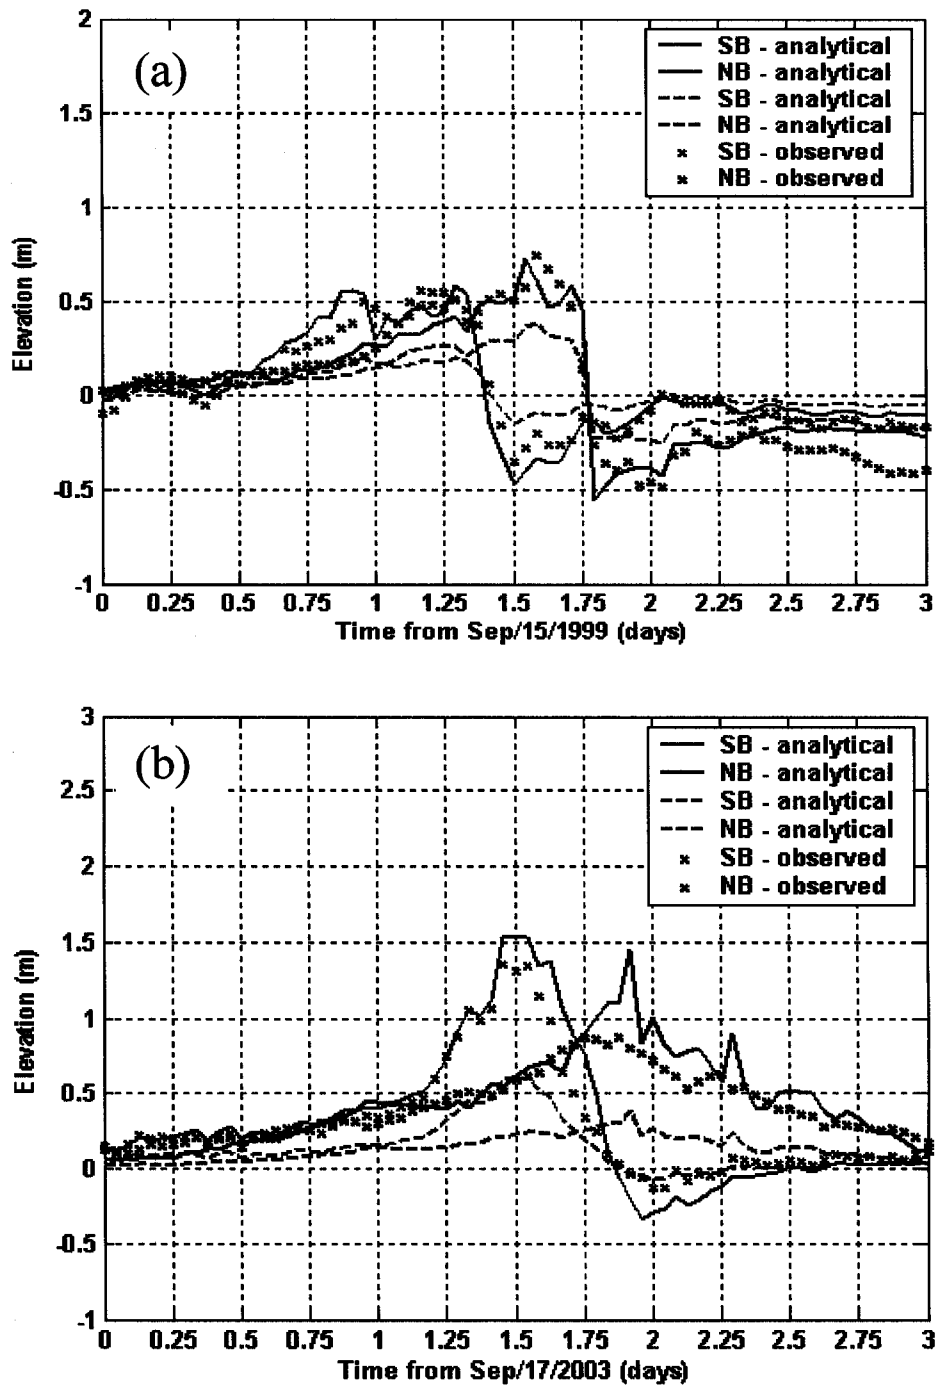 2
(a)
SB - analytical
NB - analytical
SB - analytical
NB - analytical
SB - observed
NB - observed
1.5
1
0.5
0
-0.5
-1
Elevation (m)
0 0.25 0.5 0.75 1 1.25 1.5 1.75 2 2.25 2.5 2.75 3
Time from Sep/15/1999 (days)
3
(b)
SB - analytical
NB - analytical
SB - analytical
NB - analytical
SB - observed
NB - observed
2.5
2
1.5
1
0.5
0
-0.5
-1
Elevation (m)
0 0.25 0.5 0.75 1 1.25 1.5 1.75 2 2.25 2.5 2.75 3
Time from Sep/17/2003 (days)